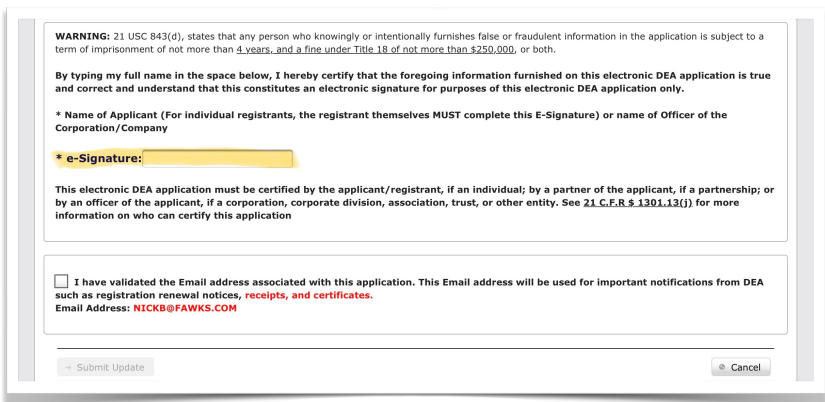 WARNING: 21 USC 843(d), states that any person who knowingly or intentionally furnishes false or fraudulent information in the application is subject to a
term of imprisonment of not more than 4 years, and a fine under Title 18 of not more than $250,000, or both.
By typing my full name in the space below, I hereby certify that the foregoing information furnished on this electronic DEA application is true
and correct and understand that this constitutes an electronic signature for purposes of this electronic DEA application only.
* Name of Applicant (For individual registrants, the registrant themselves MUST complete this E-Signature) or name of Officer of the
Corporation/Company
* e-Signature:
This electronic DEA application must be certified by the applicant/registrant, if an individual; by a partner of the applicant, if a partnership; or
by an officer of the applicant, if a corporation, corporate division, association, trust, or other entity. See 21 C.F.R $ 1301.13(j) for more
information on who can certify this application
I have validated the Email address associated with this application. This Email address will be used for important notifications from DEA
such as registration renewal notices, receipts, and certificates.
Email Address: NICKB@FAWKS.COM
Submit Update
Cancel